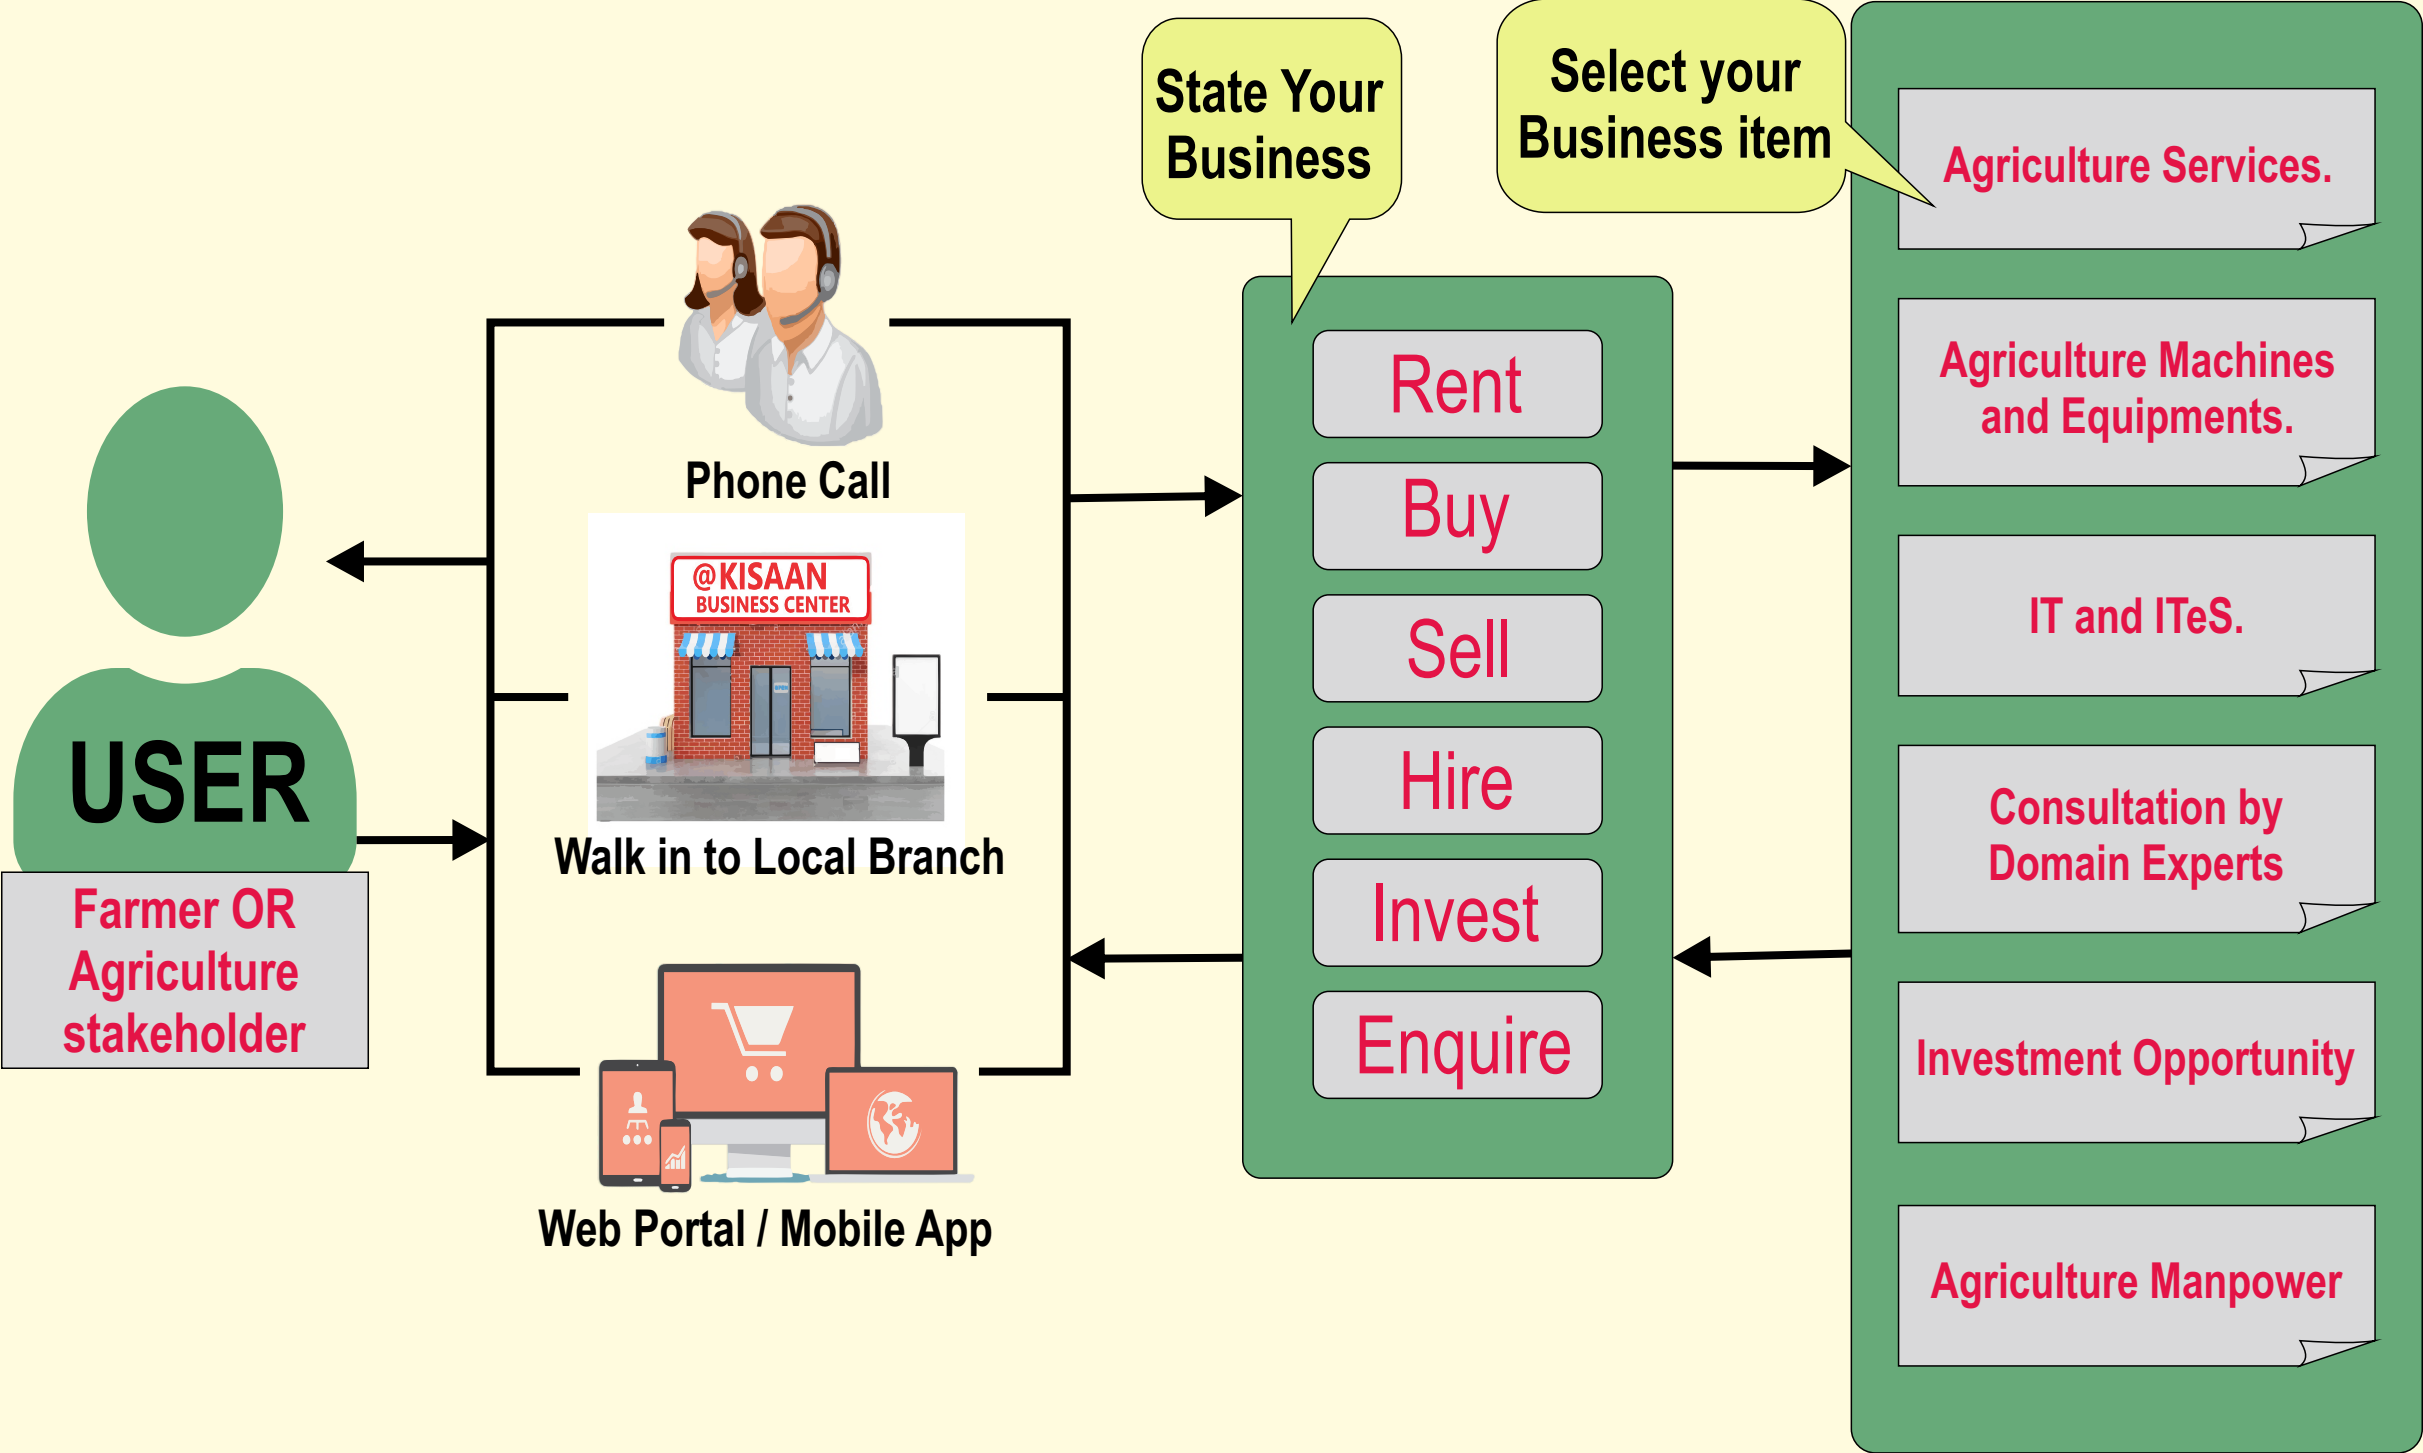 State Your
Business
Select your
Business item
Phone Call
@KISAAN
BUSINESS CENTER
OPEN
Walk in to Local Branch
Web Portal / Mobile App
USER
Farmer OR
Agriculture
stakeholder
Rent
Buy
Sell
Hire
Invest
Enquire
Agriculture Services.
Agriculture Machines
and Equipments.
IT and ITeS.
Consultation by
Domain Experts
Investment Opportunity
Agriculture Manpower